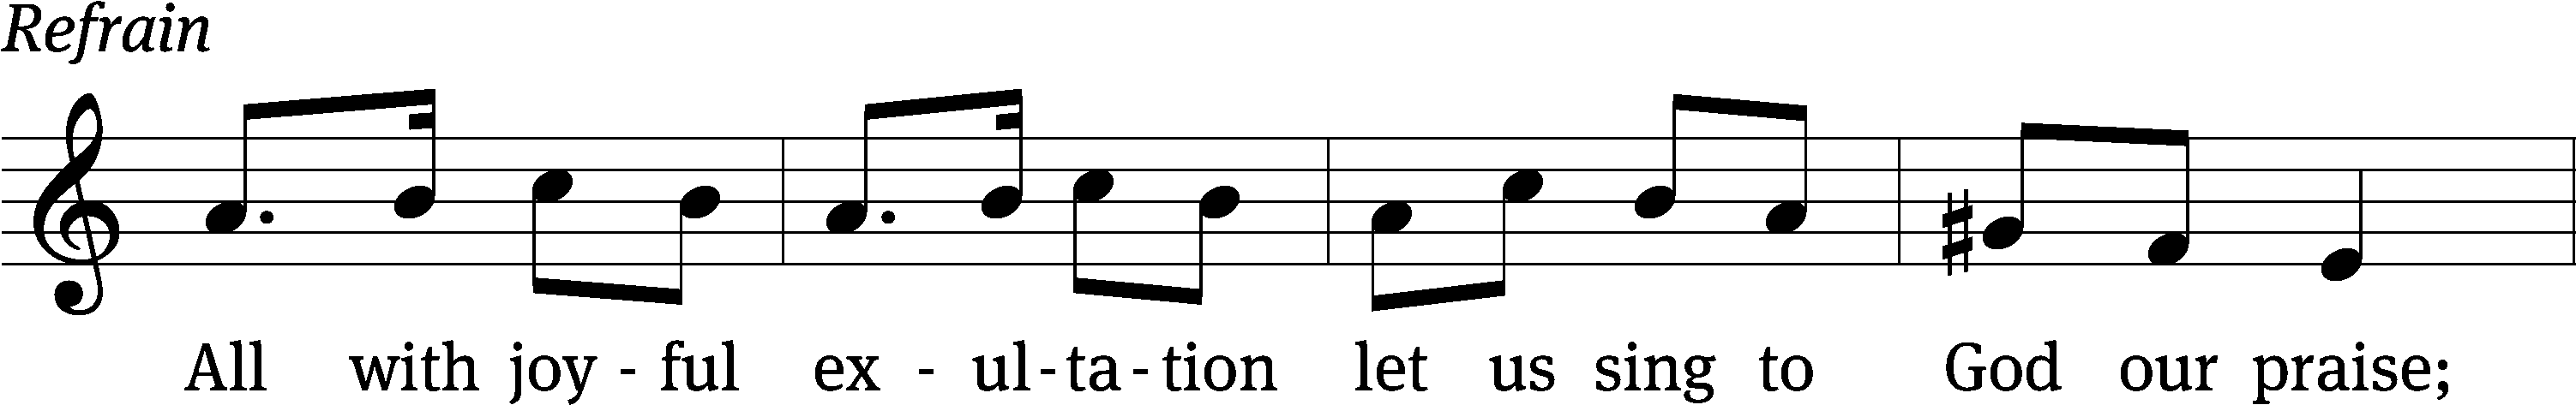 Refrain
All with joy - ful ex - ul - ta - tion let us sing to God our praise;